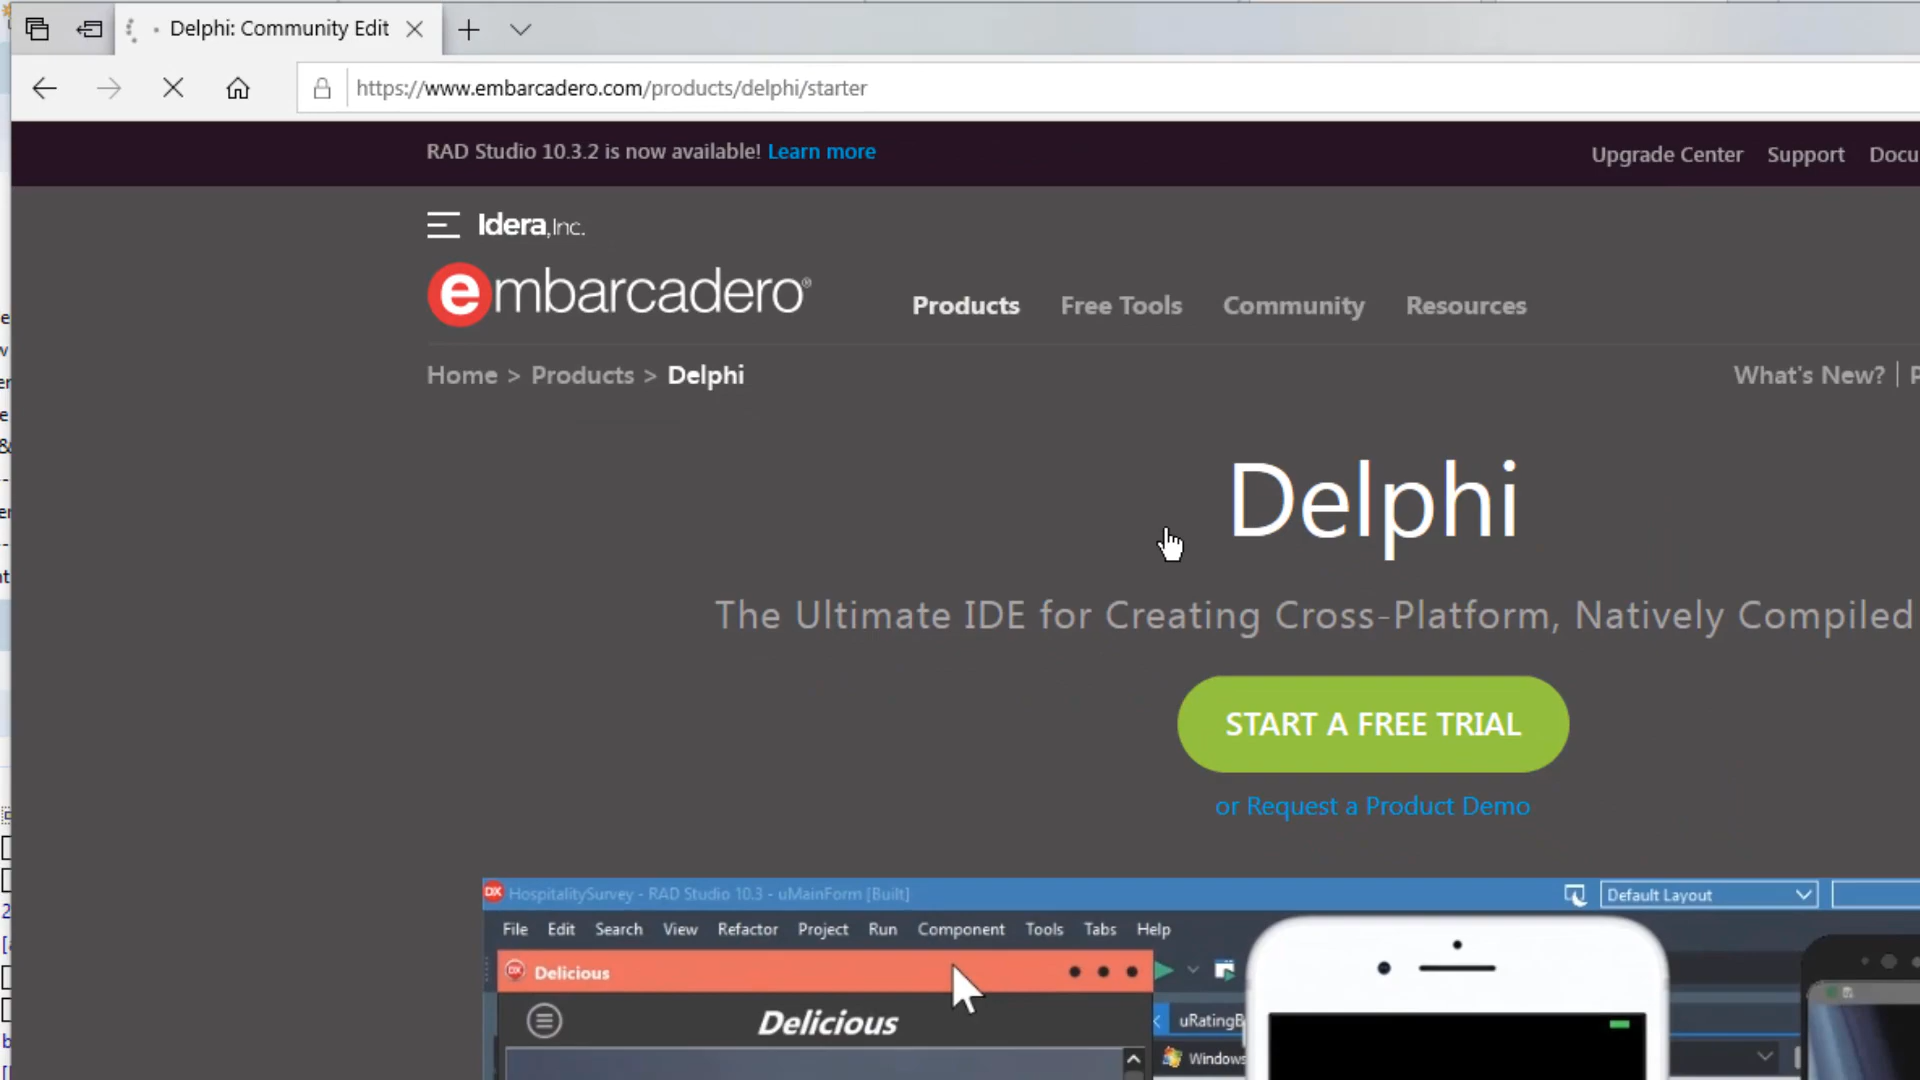 Delphi: Community Edit
https://www.embarcadero.com/products/delphi/starter
RAD Studio 10.3.2 is now available! Learn more
Upgrade Center Support Docu
Idera,Inc.
embarcadero®
Products Free Tools Community Resources
Home > Products > Delphi
What's New? | P
Delphi
The Ultimate IDE for Creating Cross-Platform, Natively Compiled
START A FREE TRIAL
or Request a Product Demo
DX HospitalitySurvey - RAD Studio 10.3 - uMainForm [Built]
Default Layout
File Edit Search View Refactor Project Run Component Tools Tabs Help
DX Delicious
Delicious
uRatingB
Windows